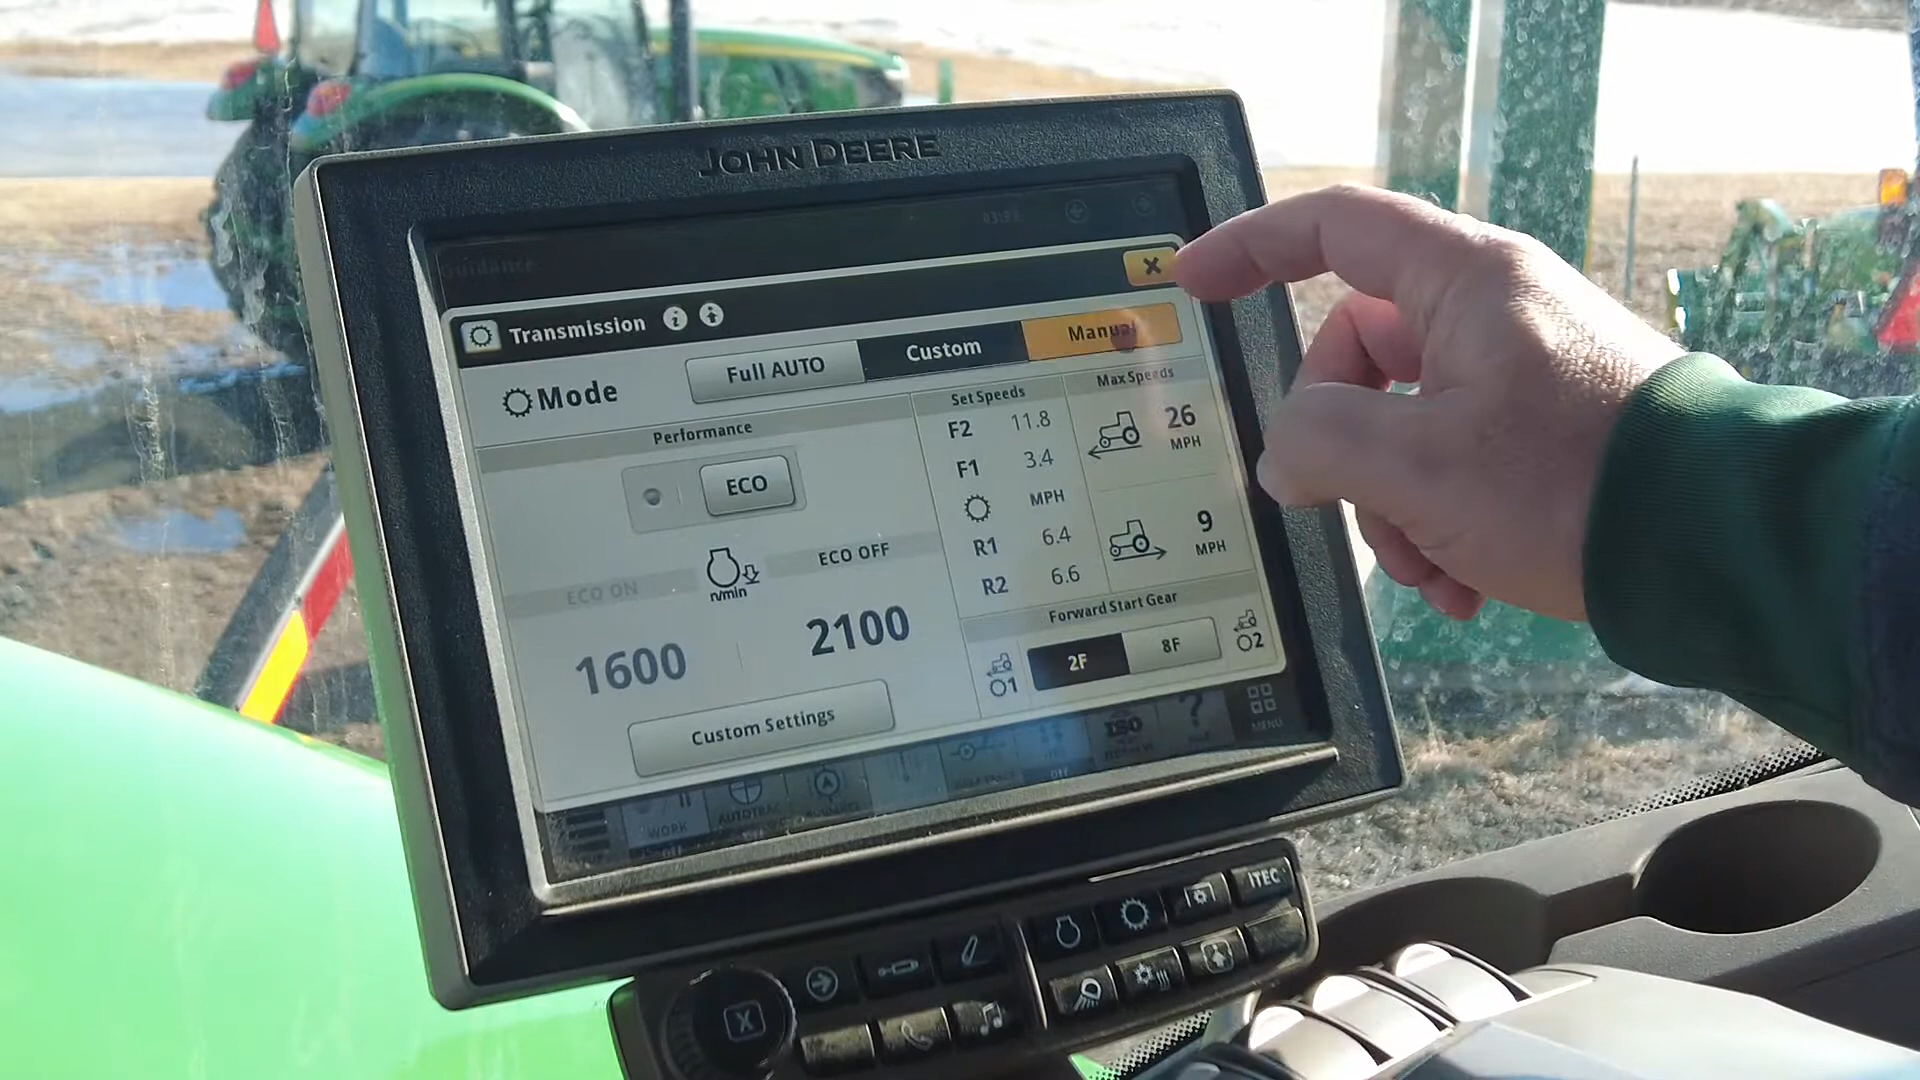 JOHN DEERE
Guidance
Transmission
Mode
Full AUTO
Custom
Manual
Performance
ECO
ECO ON
n/min
ECO OFF
1600
2100
Custom Settings
Set Speeds
F2 11.8
F1 3.4
MPH
R1 6.4
R2 6.6
Max Speeds
26
MPH
9
MPH
Forward Start Gear
1
2F
8F
2
WORK
AUTOTRAC
OFF
ISO
?
MENU
ITEC
X